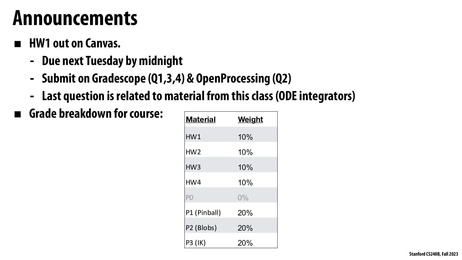 Announcements
■ HW1 out on Canvas.
- Due next Tuesday by midnight
- Submit on Gradescope (Q1,3,4) & OpenProcessing (Q2)
- Last question is related to material from this class (ODE integrators)
■ Grade breakdown for course:
Material Weight
HW1 10%
HW2 10%
HW3 10%
HW4 10%
P0 0%
P1 (Pinball) 20%
P2 (Blobs) 20%
P3 (IK) 20%
Stanford CS248B, Fall 2023